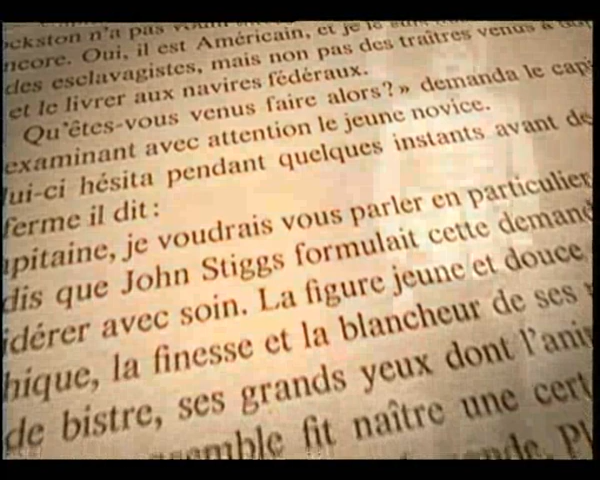 ckston n'a pas
ncore. Oui, il est Américain, et je le
des esclavagistes, mais non pas des traîtres venus à
et le livrer aux navires fédéraux.
Qu'êtes-vous venus faire alors ? » demanda le capi
examinant avec attention le jeune novice.
lui-ci hésita pendant quelques instants avant de
ferme il dit :
apitaine, je voudrais vous parler en particulier
dis que John Stiggs formulait cette demand
idérer avec soin. La figure jeune et douce
hique, la finesse et la blancheur de ses
de bistre, ses grands yeux dont l'ani
semble fit naître une cert